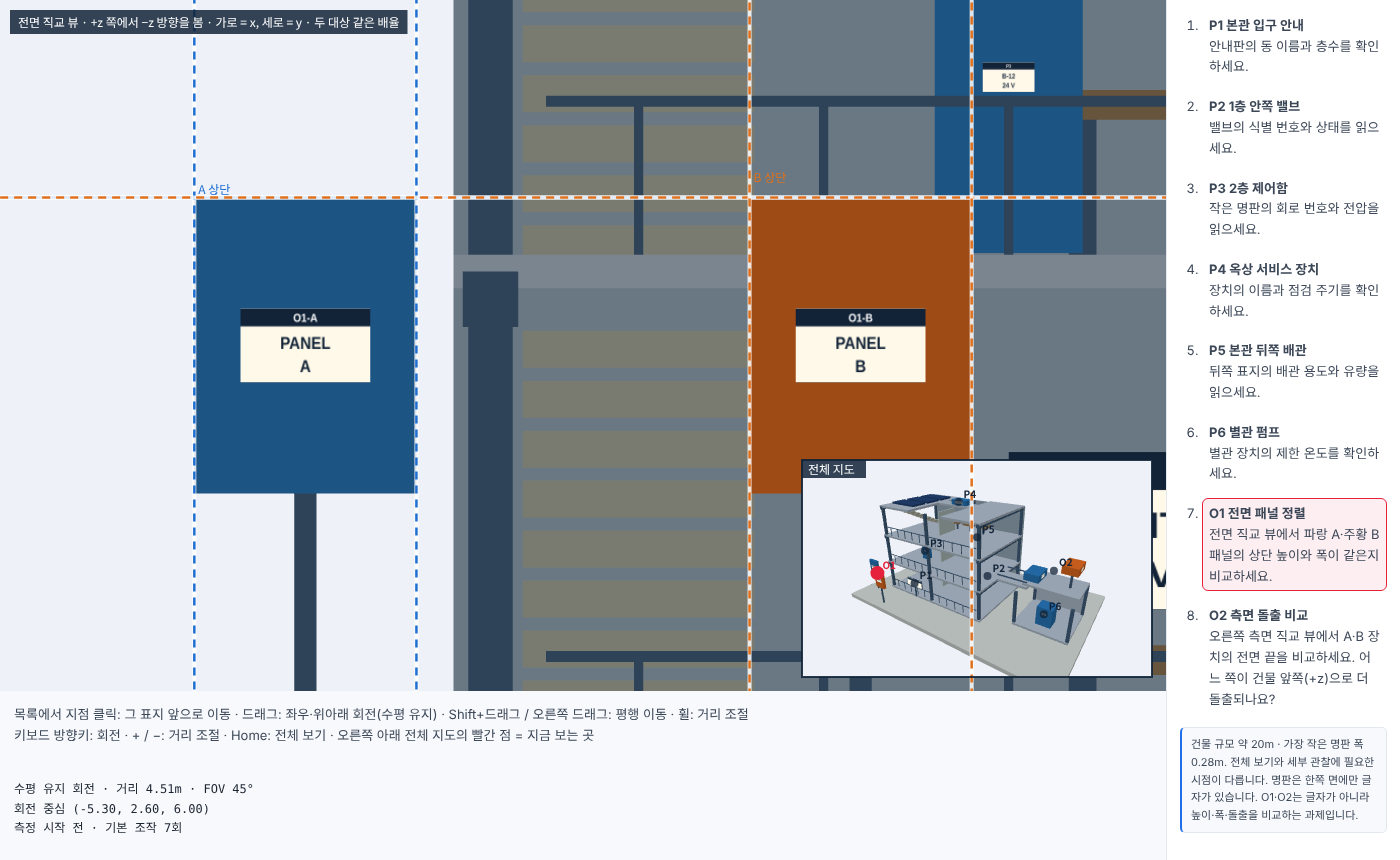 전면 직교 뷰 · +z 쪽에서 −z 방향을 봄 · 가로 = x, 세로 = y · 두 대상 같은 배율
P3
B-12
24 V
A 상단
B 상단
O1-A
PANEL
A
O1-B
PANEL
B
전체 지도
P4
P5
P3
O1
P1
P2
O2
P6
목록에서 지점 클릭: 그 표지 앞으로 이동 · 드래그: 좌우·위아래 회전(수평 유지) · Shift+드래그 / 오른쪽 드래그: 평행 이동 · 휠: 거리 조절
키보드 방향키: 회전 · + / −: 거리 조절 · Home: 전체 보기 · 오른쪽 아래 전체 지도의 빨간 점 = 지금 보는 곳
수평 유지 회전 · 거리 4.51m · FOV 45°
회전 중심 (-5.30, 2.60, 6.00)
측정 시작 전 · 기본 조작 7회
1. P1 본관 입구 안내
안내판의 동 이름과 층수를 확인
하세요.
2. P2 1층 안쪽 밸브
밸브의 식별 번호와 상태를 읽으
세요.
3. P3 2층 제어함
작은 명판의 회로 번호와 전압을
읽으세요.
4. P4 옥상 서비스 장치
장치의 이름과 점검 주기를 확인
하세요.
5. P5 본관 뒤쪽 배관
뒤쪽 표지의 배관 용도와 유량을
읽으세요.
6. P6 별관 펌프
별관 장치의 제한 온도를 확인하
세요.
7. O1 전면 패널 정렬
전면 직교 뷰에서 파랑 A·주황 B
패널의 상단 높이와 폭이 같은지
비교하세요.
8. O2 측면 돌출 비교
오른쪽 측면 직교 뷰에서 A·B 장
치의 전면 끝을 비교하세요. 어
느 쪽이 건물 앞쪽(+z)으로 더
돌출되나요?
건물 규모 약 20m · 가장 작은 명판 폭
0.28m. 전체 보기와 세부 관찰에 필요한
시점이 다릅니다. 명판은 한쪽 면에만 글
자가 있습니다. O1·O2는 글자가 아니라
높이·폭·돌출을 비교하는 과제입니다.